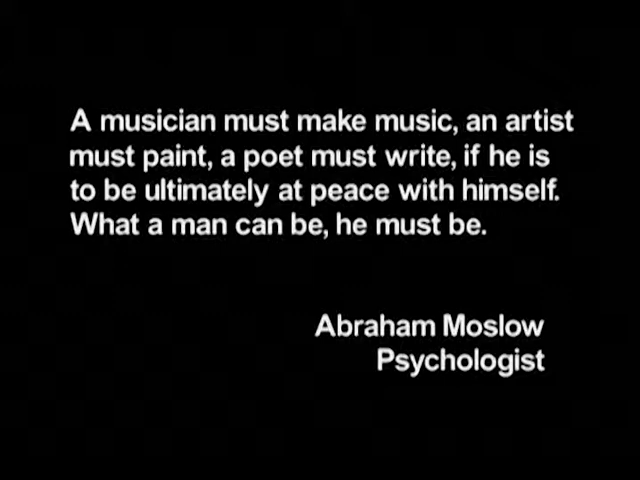 A musician must make music, an artist
must paint, a poet must write, if he is
to be ultimately at peace with himself.
What a man can be, he must be.
Abraham Moslow
Psychologist